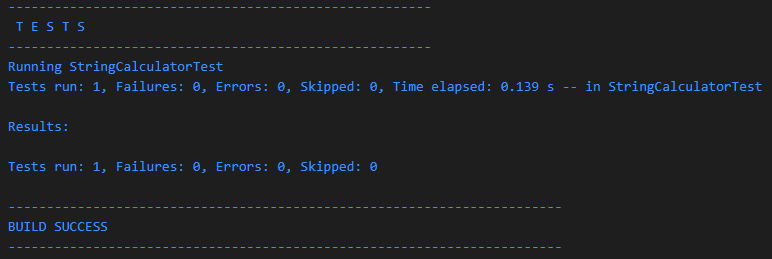 -------------------------------------------------------
 T E S T S
-------------------------------------------------------
Running StringCalculatorTest
Tests run: 1, Failures: 0, Errors: 0, Skipped: 0, Time elapsed: 0.139 s -- in StringCalculatorTest
Results:
Tests run: 1, Failures: 0, Errors: 0, Skipped: 0
------------------------------------------------------------------------
BUILD SUCCESS
------------------------------------------------------------------------